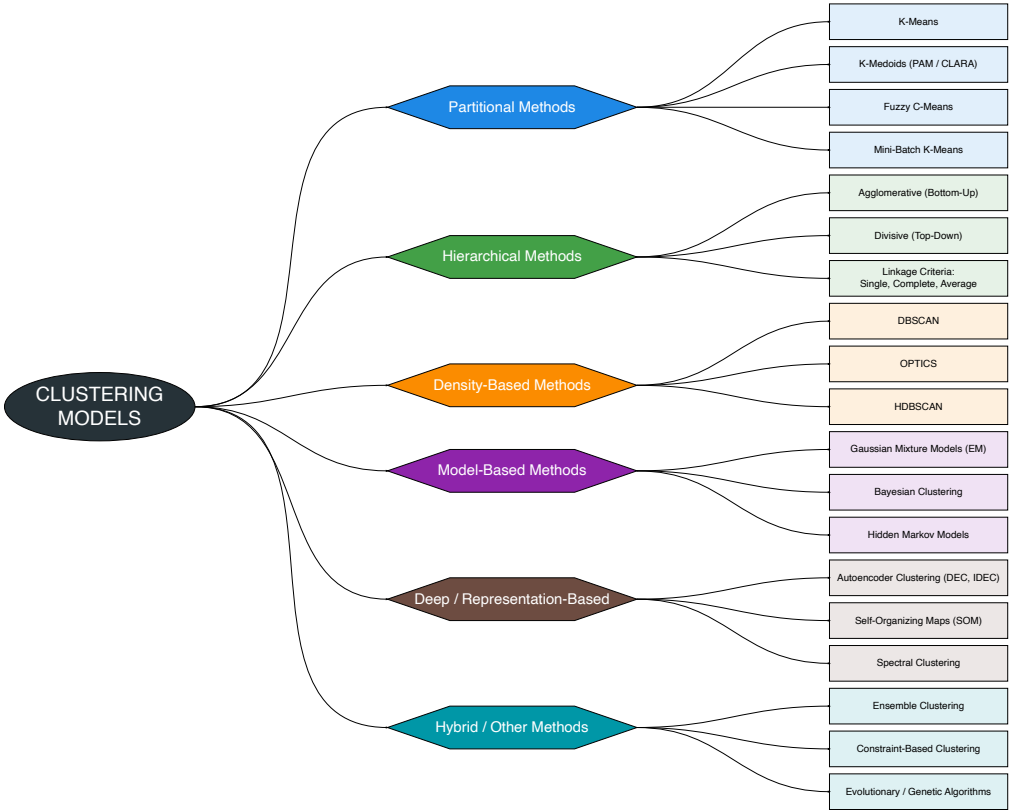 CLUSTERING
MODELS
Partitional Methods
K-Means
K-Medoids (PAM / CLARA)
Fuzzy C-Means
Mini-Batch K-Means
Hierarchical Methods
Agglomerative (Bottom-Up)
Divisive (Top-Down)
Linkage Criteria:
Single, Complete, Average
Density-Based Methods
DBSCAN
OPTICS
HDBSCAN
Model-Based Methods
Gaussian Mixture Models (EM)
Bayesian Clustering
Hidden Markov Models
Deep / Representation-Based
Autoencoder Clustering (DEC, IDEC)
Self-Organizing Maps (SOM)
Spectral Clustering
Hybrid / Other Methods
Ensemble Clustering
Constraint-Based Clustering
Evolutionary / Genetic Algorithms